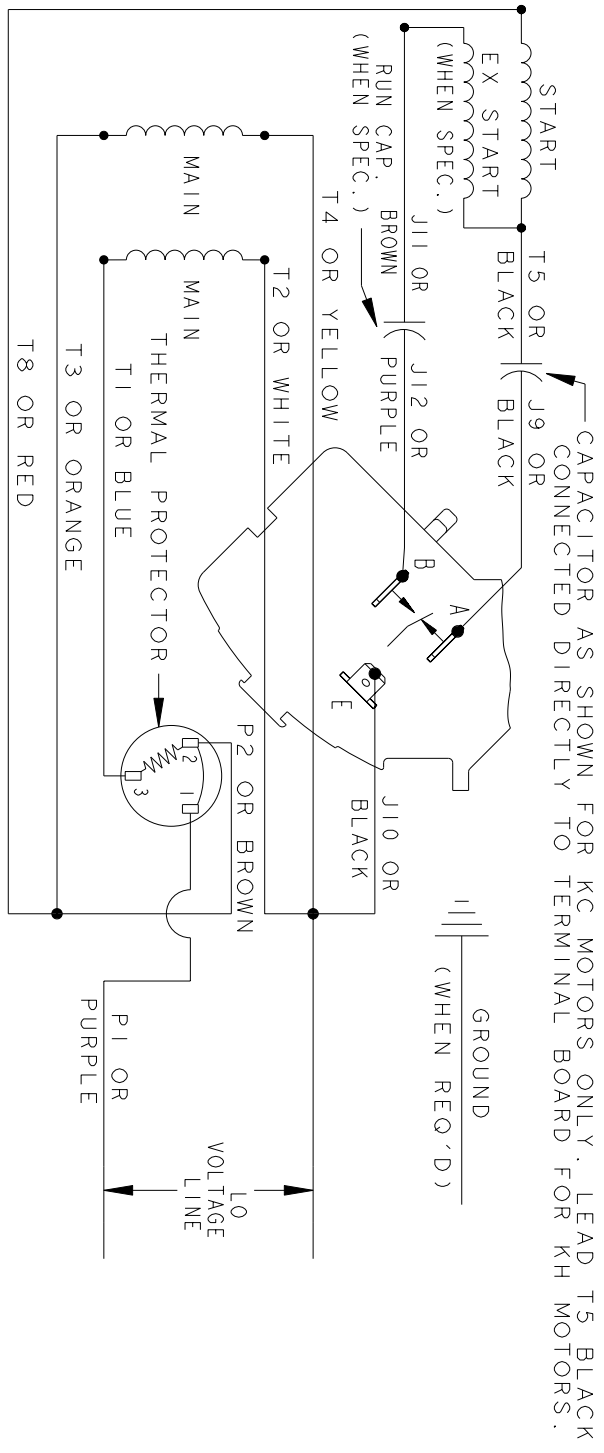 CAPACITOR AS SHOWN FOR KC MOTORS ONLY. LEAD T5 BLACK
CONNECTED DIRECTLY TO TERMINAL BOARD FOR KH MOTORS.
START
EX START
(WHEN SPEC.)
T5 OR
BLACK
J9 OR
BLACK
RUN CAP.
(WHEN SPEC.)
J11 OR
BROWN
J12 OR
PURPLE
B
A
E
GROUND
(WHEN REQ'D)
J10 OR
BLACK
T4 OR YELLOW
MAIN
T2 OR WHITE
MAIN
P2 OR BROWN
THERMAL PROTECTOR
2
1
3
T1 OR BLUE
T3 OR ORANGE
T8 OR RED
LO
VOLTAGE
LINE
P1 OR
PURPLE